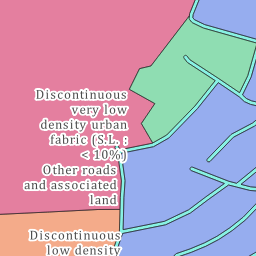 Discontinuous
very low
density urban
fabric (S.L. :
< 10%)
Other roads
and associated
land
Discontinuous
low density